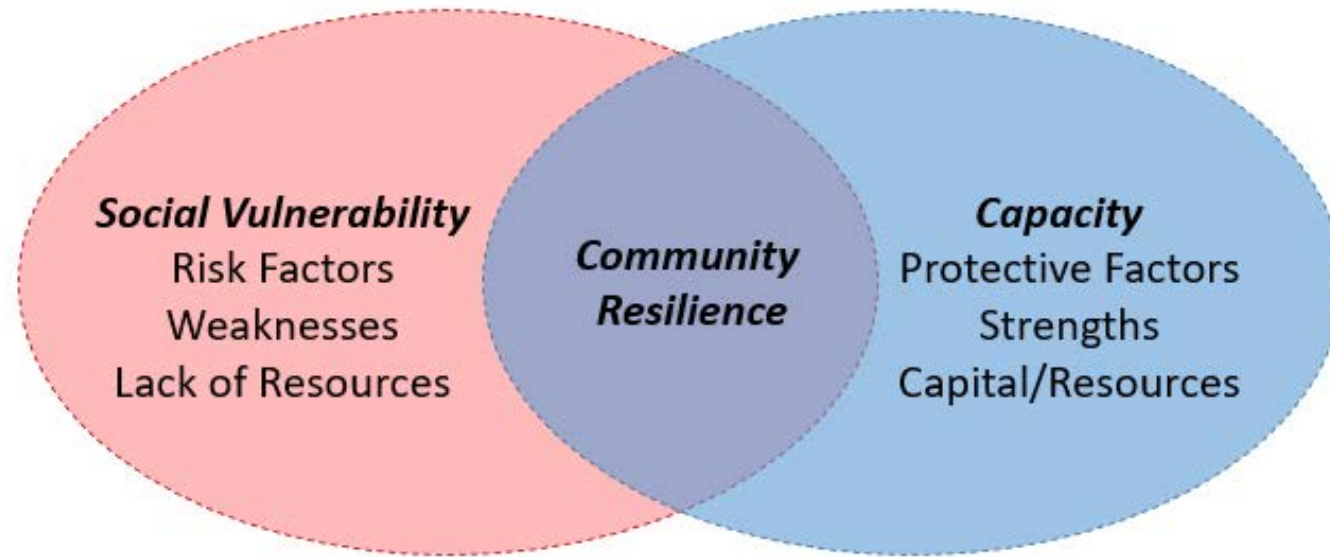 Social Vulnerability
Risk Factors
Weaknesses
Lack of Resources
Community
Resilience
Capacity
Protective Factors
Strengths
Capital/Resources